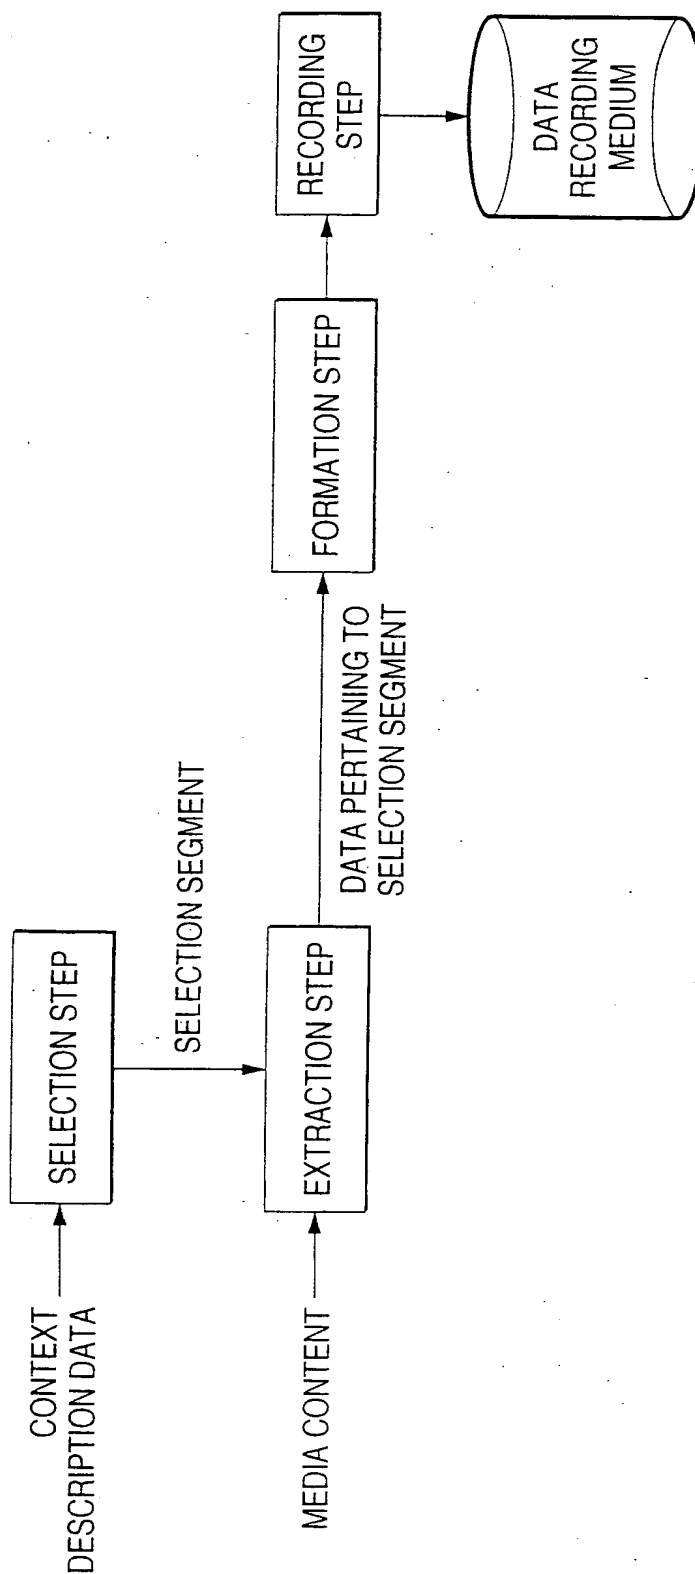 CONTEXT
DESCRIPTION DATA
SELECTION STEP
SELECTION SEGMENT
MEDIA CONTENT
EXTRACTION STEP
DATA PERTAINING TO
SELECTION SEGMENT
FORMATION STEP
RECORDING
STEP
DATA
RECORDING
MEDIUM